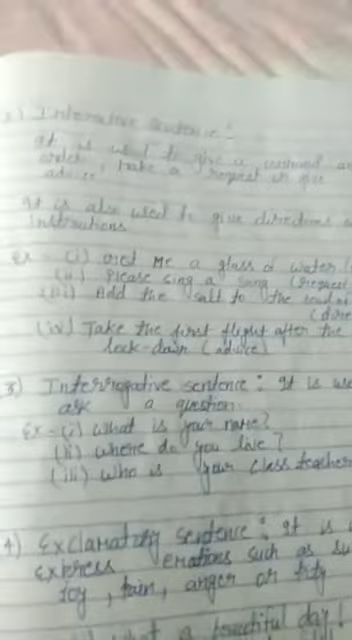 2) Imperative Sentence :
It is used to give a command
order, make a request or give
advice
It is also used to give directions
instructions
Ex - (i) Get Me a glass of water
(ii) Please sing a song (request
(iii) Add the salt to the
(iv) Take the first flight after the
lock-down (advice)
3) Interrogative sentence : It is
ask a question.
Ex - (i) What is your name?
(ii) Where do you live?
(iii) Who is your class teacher
4) Exclamatory sentence : It is
express emotions such as
Joy, pain, anger or pity
a beautiful day!